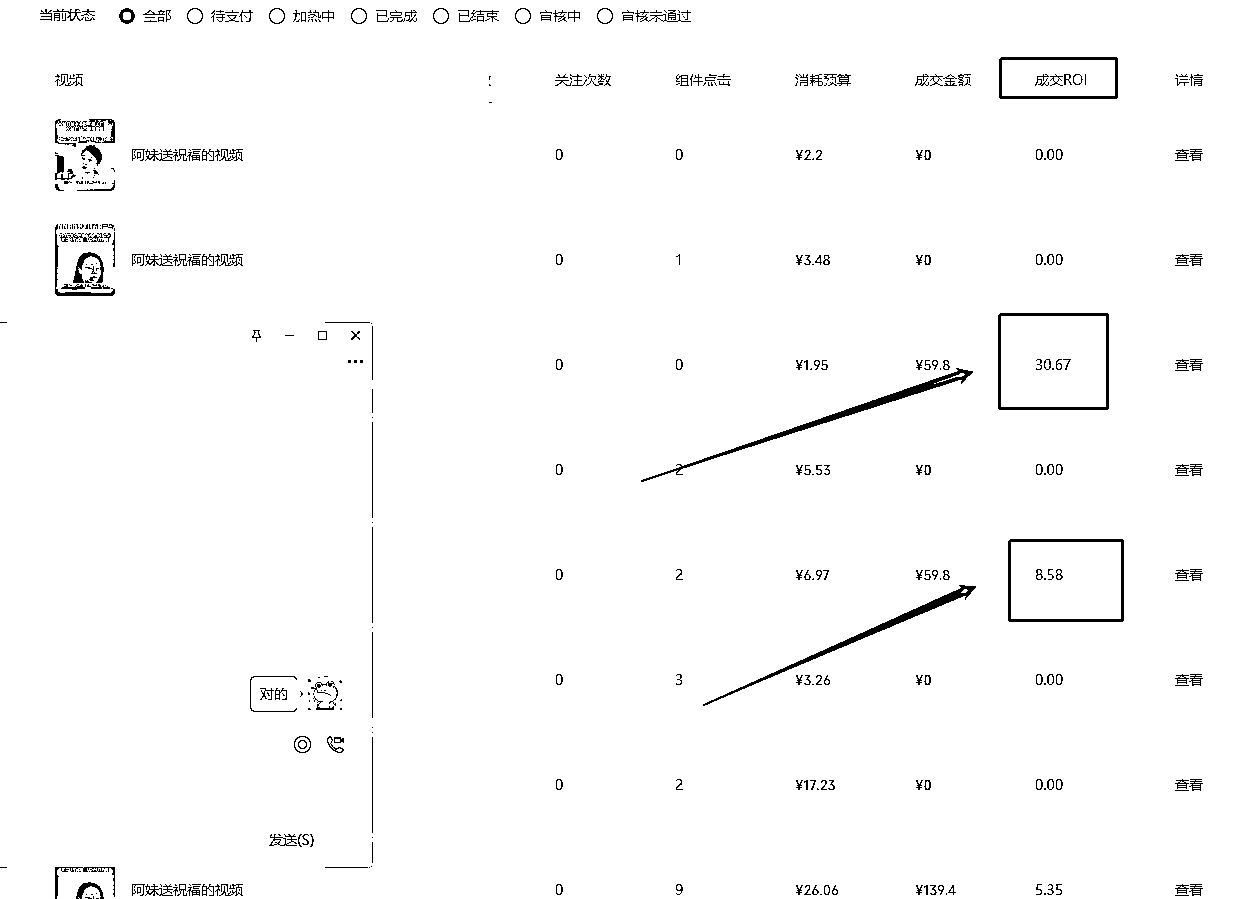 当前状态 全部 待支付 加热中 已完成 已结束 审核中 审核未通过
视频 关注次数 组件点击 消耗预算 成交金额 成交ROI 详情
阿妹送祝福的视频 0 0 ¥2.2 ¥0 0.00 查看
阿妹送祝福的视频 0 1 ¥3.48 ¥0 0.00 查看
0 0 ¥1.95 ¥59.8 30.67 查看
0 2 ¥5.53 ¥0 0.00 查看
0 2 ¥6.97 ¥59.8 8.58 查看
0 3 ¥3.26 ¥0 0.00 查看
对的
0 2 ¥17.23 ¥0 0.00 查看
发送(S)
阿妹送祝福的视频 0 9 ¥26.06 ¥139.4 5.35 查看